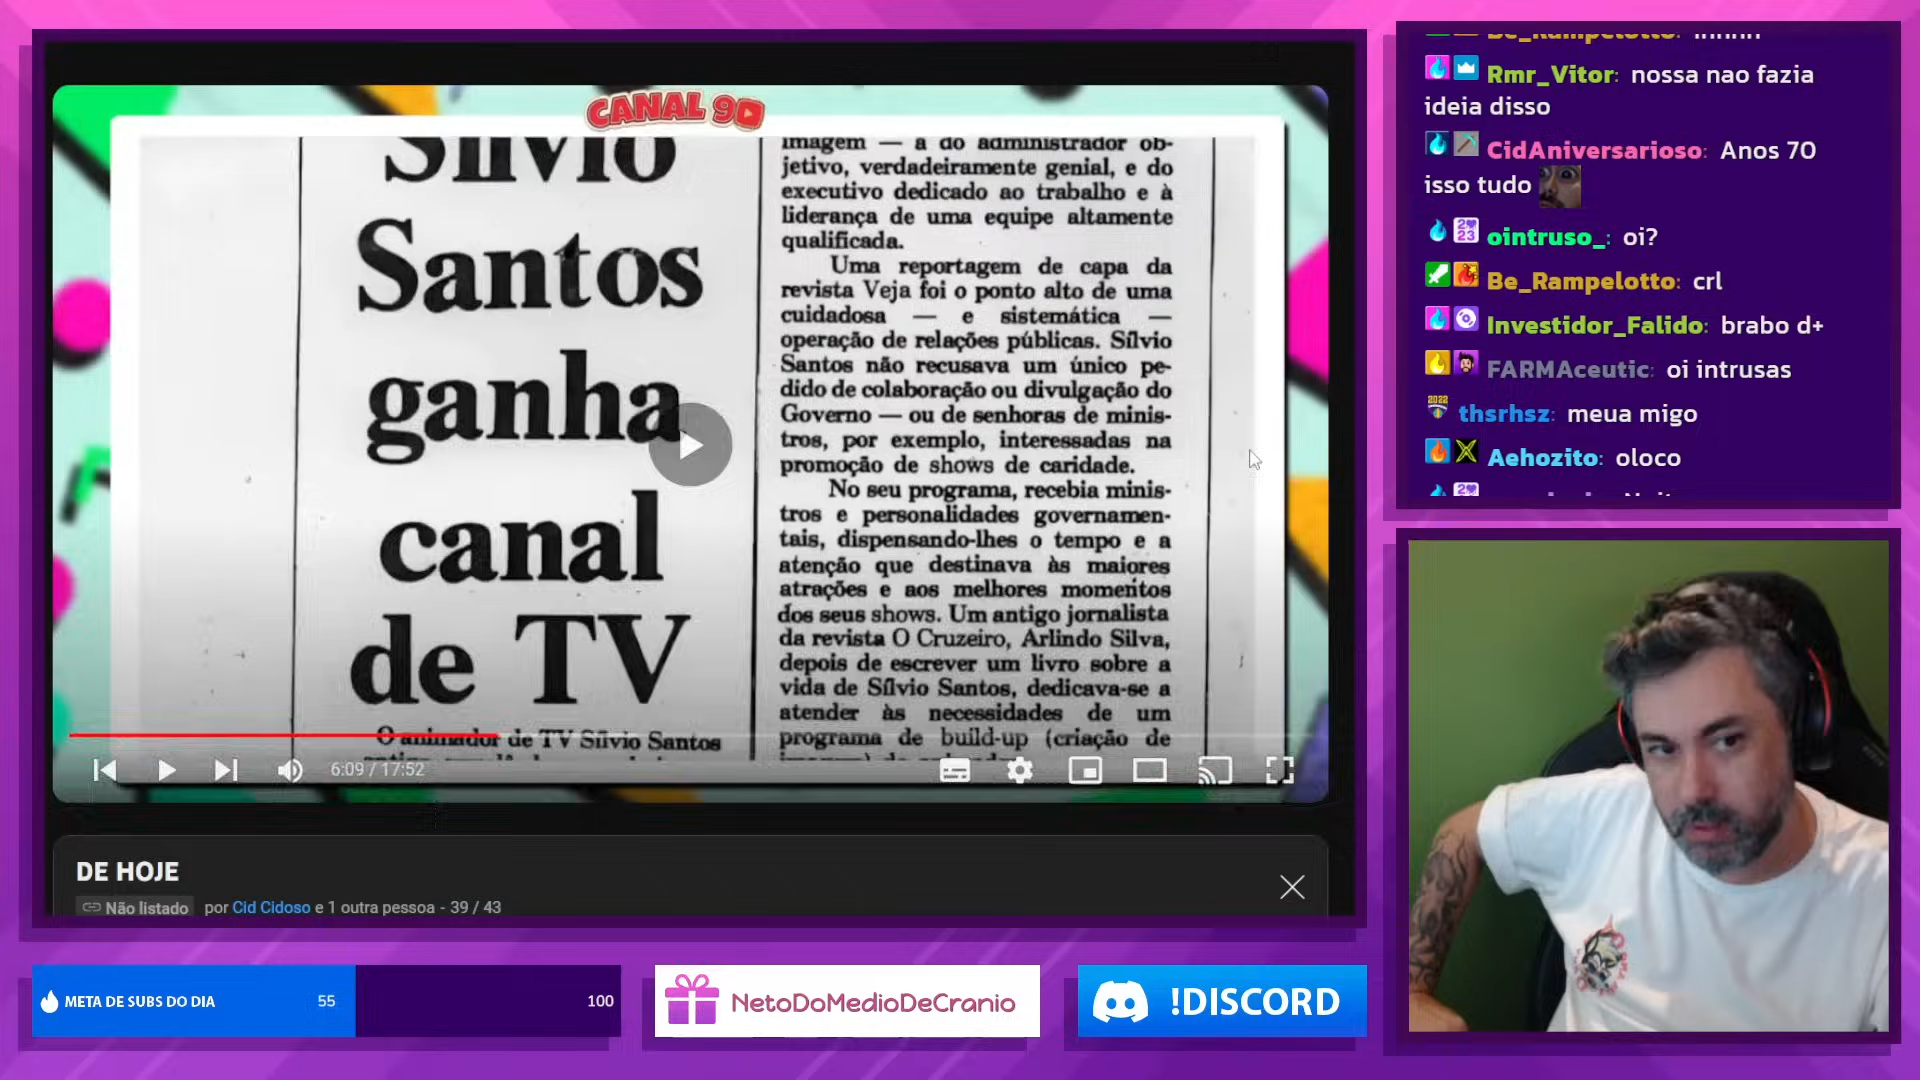 CANAL 90
Silvio
Santos
ganha
canal
de TV
O animador de TV Sílvio Santos
imagem — a do administrador ob-
jetivo, verdadeiramente genial, e do
executivo dedicado ao trabalho e à
liderança de uma equipe altamente
qualificada.
Uma reportagem de capa da
revista Veja foi o ponto alto de uma
cuidadosa — e sistemática —
operação de relações públicas. Sílvio
Santos não recusava um único pe-
dido de colaboração ou divulgação do
Governo — ou de senhoras de minis-
tros, por exemplo, interessadas na
promoção de shows de caridade.
No seu programa, recebia minis-
tros e personalidades governamen-
tais, dispensando-lhes o tempo e a
atenção que destinava às maiores
atrações e aos melhores momentos
dos seus shows. Um antigo jornalista
da revista O Cruzeiro, Arlindo Silva,
depois de escrever um livro sobre a
vida de Sílvio Santos, dedicava-se a
atender às necessidades de um
programa de build-up (criação de
6:09 / 17:52
DE HOJE
Não listado por Cid Cidoso e 1 outra pessoa - 39 / 43
META DE SUBS DO DIA 55 100
NetoDoMedioDeCranio
!DISCORD
Be_Rampelotto:
Rmr_Vitor: nossa nao fazia
ideia disso
CidAniversarioso: Anos 70
isso tudo
ointruso_: oi?
Be_Rampelotto: crl
Investidor_Falido: brabo d+
FARMAceutic: oi intrusas
thsrhsz: meua migo
Aehozito: oloco